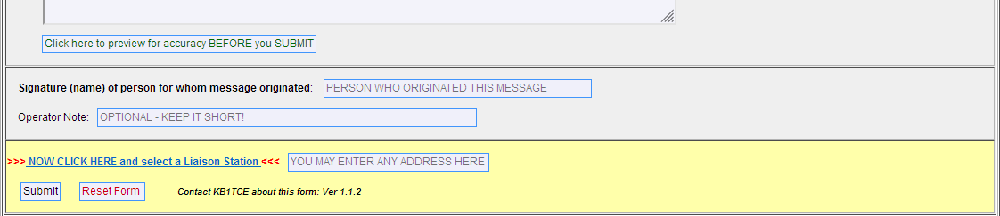 Click here to preview for accuracy BEFORE you SUBMIT
Signature (name) of person for whom message originated: PERSON WHO ORIGINATED THIS MESSAGE
Operator Note: OPTIONAL - KEEP IT SHORT!
>>> NOW CLICK HERE and select a Liaison Station <<< YOU MAY ENTER ANY ADDRESS HERE
Submit Reset Form Contact KB1TCE about this form: Ver 1.1.2